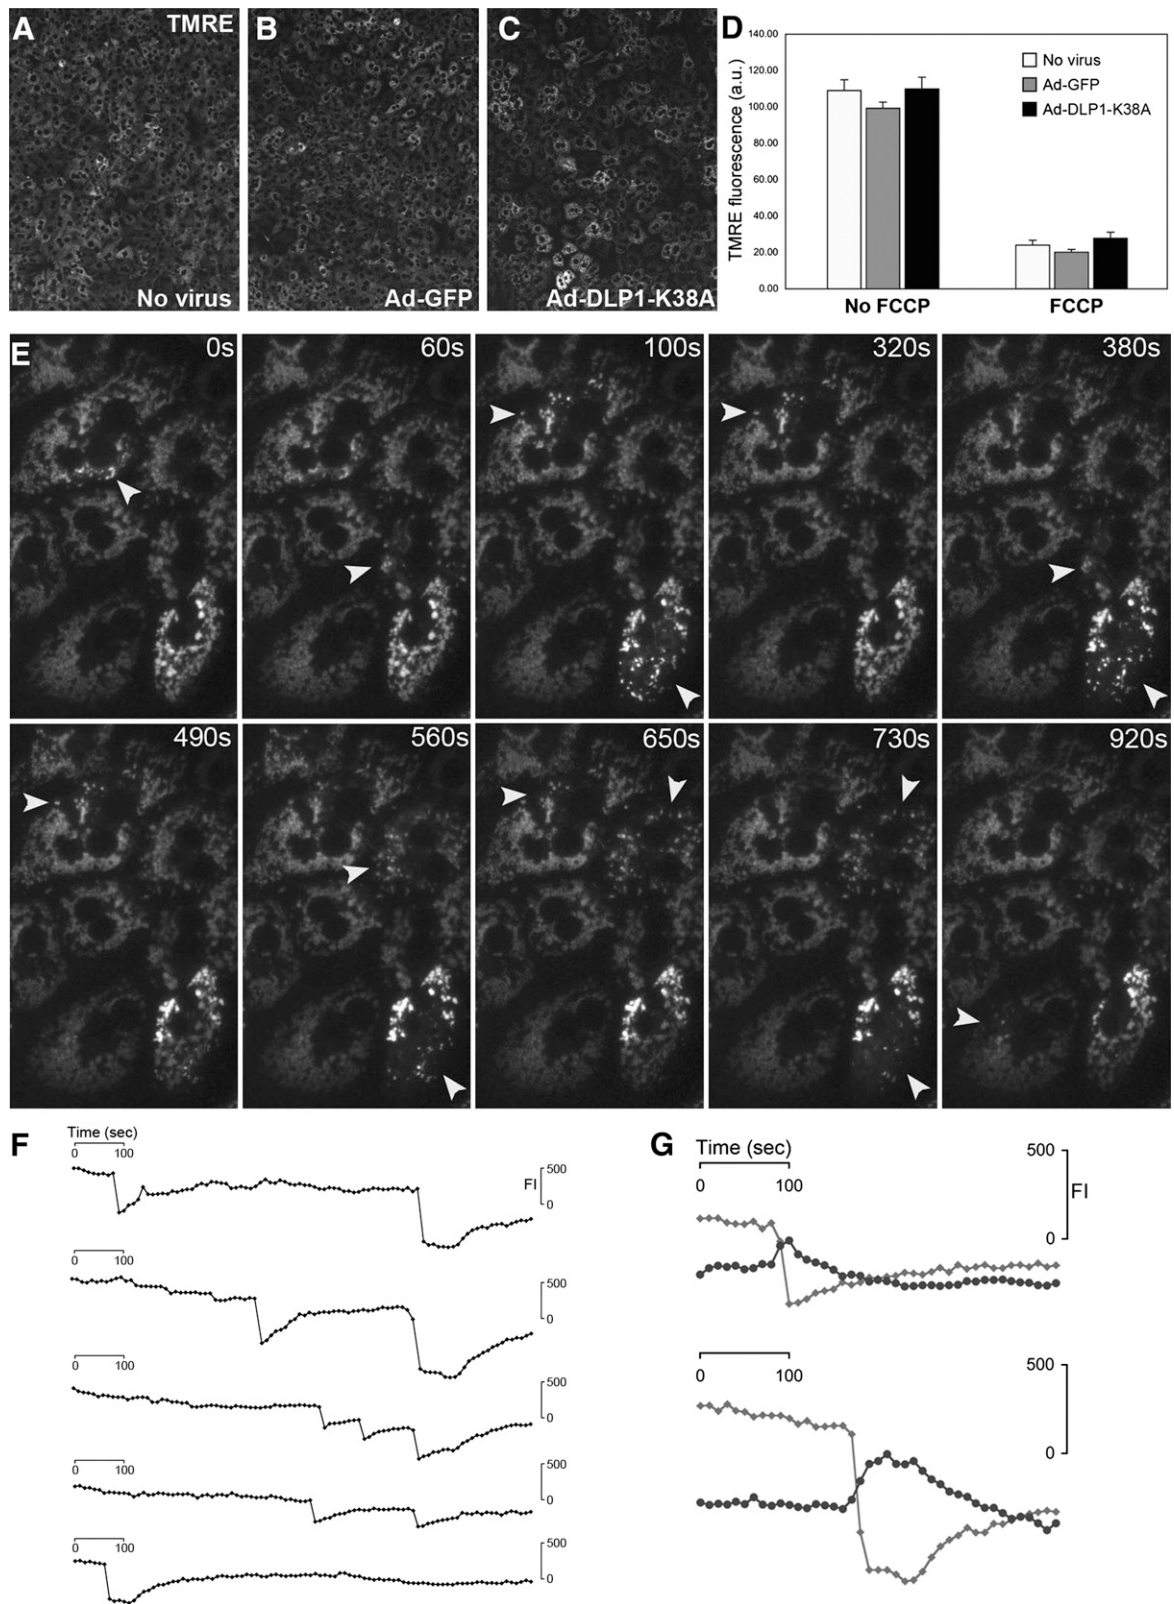 A
TMRE
No virus
B
Ad-GFP
C
Ad-DLP1-K38A
D
TMRE fluorescence (a.u.)
140.00
120.00
100.00
80.00
60.00
40.00
20.00
0.00
No virus
Ad-GFP
Ad-DLP1-K38A
No FCCP
FCCP
E
0s
60s
100s
320s
380s
490s
560s
650s
730s
920s
F
Time (sec)
0 100
500
FI
0
0 100
500
0
0 100
500
0
0 100
500
0
0 100
500
0
G
Time (sec)
0 100
500
FI
0
0 100
500
0